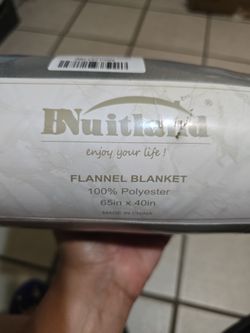 BNuitland
®
enjoy your life!
FLANNEL BLANKET
100% Polyester
65in x 40in
MADE IN CHINA